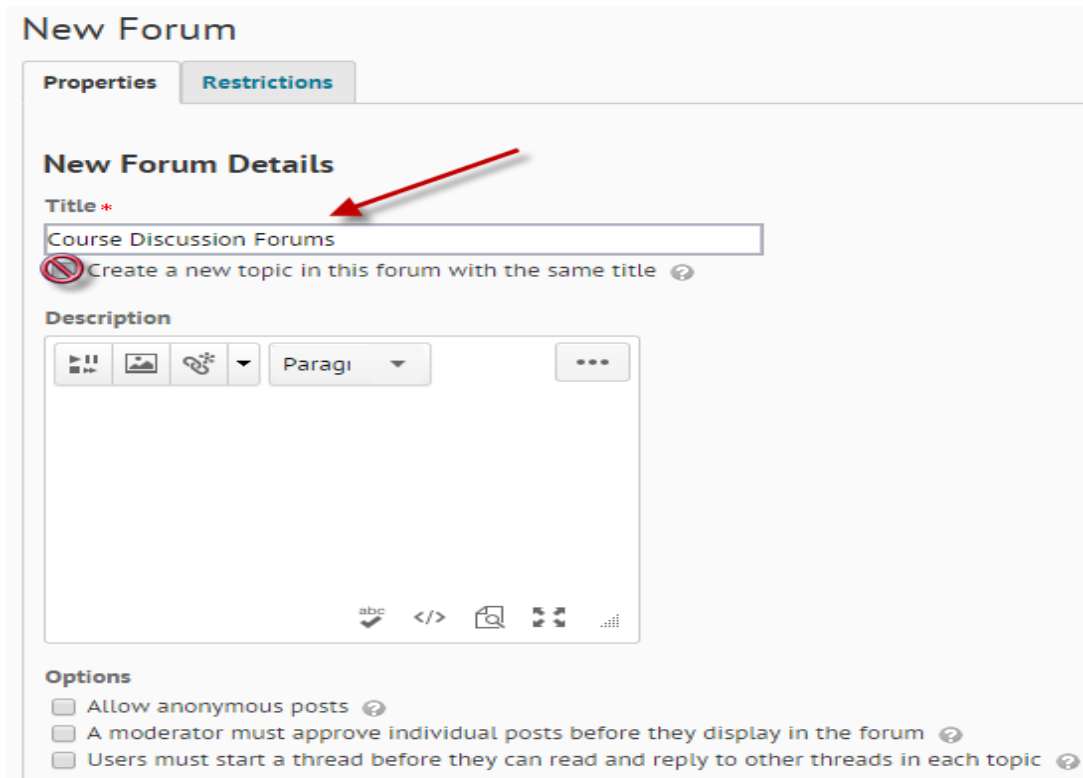 New Forum
Properties Restrictions
New Forum Details
Title *
Course Discussion Forums
Create a new topic in this forum with the same title ?
Description
Paragı
abc </>
Options
Allow anonymous posts ?
A moderator must approve individual posts before they display in the forum ?
Users must start a thread before they can read and reply to other threads in each topic ?